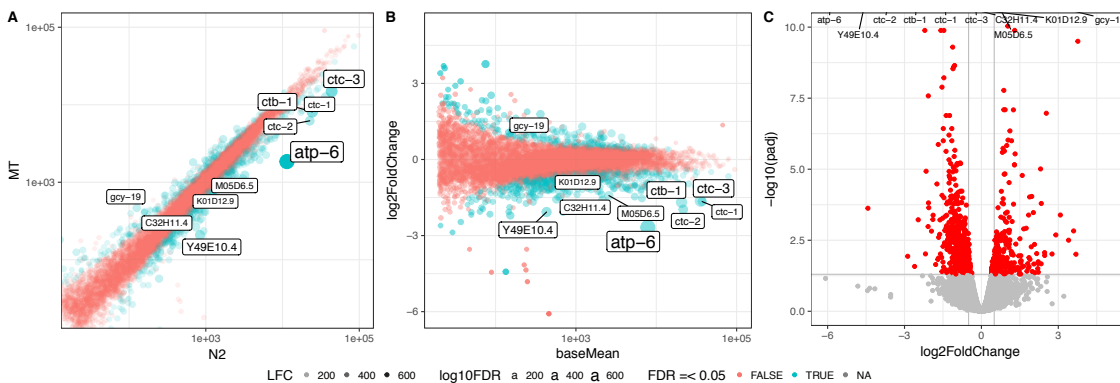 A
MT
1e+05
1e+03
ctc-3
ctb-1
ctc-1
ctc-2
atp-6
M05D6.5
gcy-19
K01D12.9
C32H11.4
Y49E10.4
1e+03
1e+05
N2
B
log2FoldChange
3
0
-3
-6
gcy-19
K01D12.9
ctb-1
ctc-3
C32H11.4
M05D6.5
ctc-1
ctc-2
Y49E10.4
atp-6
1e+03
1e+05
baseMean
C
−log10(padj)
10.0
7.5
5.0
2.5
0.0
atp-6
ctc-2
ctb-1
ctc-1
ctc-3
C32H11.4
K01D12.9
gcy-1
Y49E10.4
M05D6.5
-6
-3
0
3
log2FoldChange
LFC 200 400 600 log10FDR a 200 a 400 a 600 FDR =< 0.05 FALSE TRUE NA